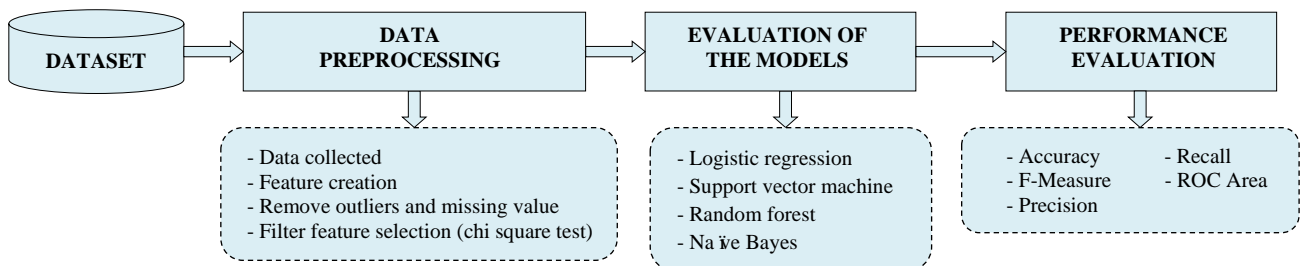 DATASET
DATA
PREPROCESSING
EVALUATION OF
THE MODELS
PERFORMANCE
EVALUATION
- Data collected
- Feature creation
- Remove outliers and missing value
- Filter feature selection (chi square test)
- Logistic regression
- Support vector machine
- Random forest
- Na ïve Bayes
- Accuracy
- F-Measure
- Precision
- Recall
- ROC Area